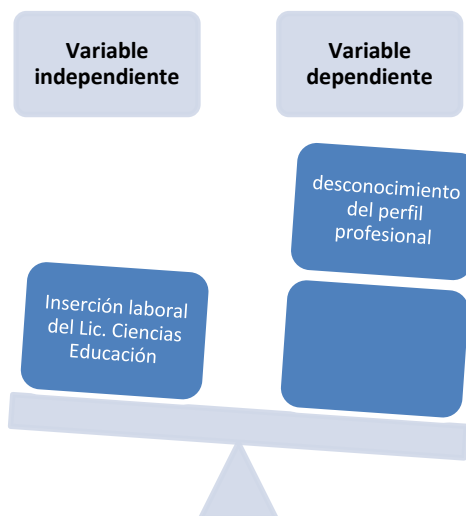 Variable
independiente
Variable
dependiente
desconocimiento
del perfil
profesional
Inserción laboral
del Lic. Ciencias
Educación